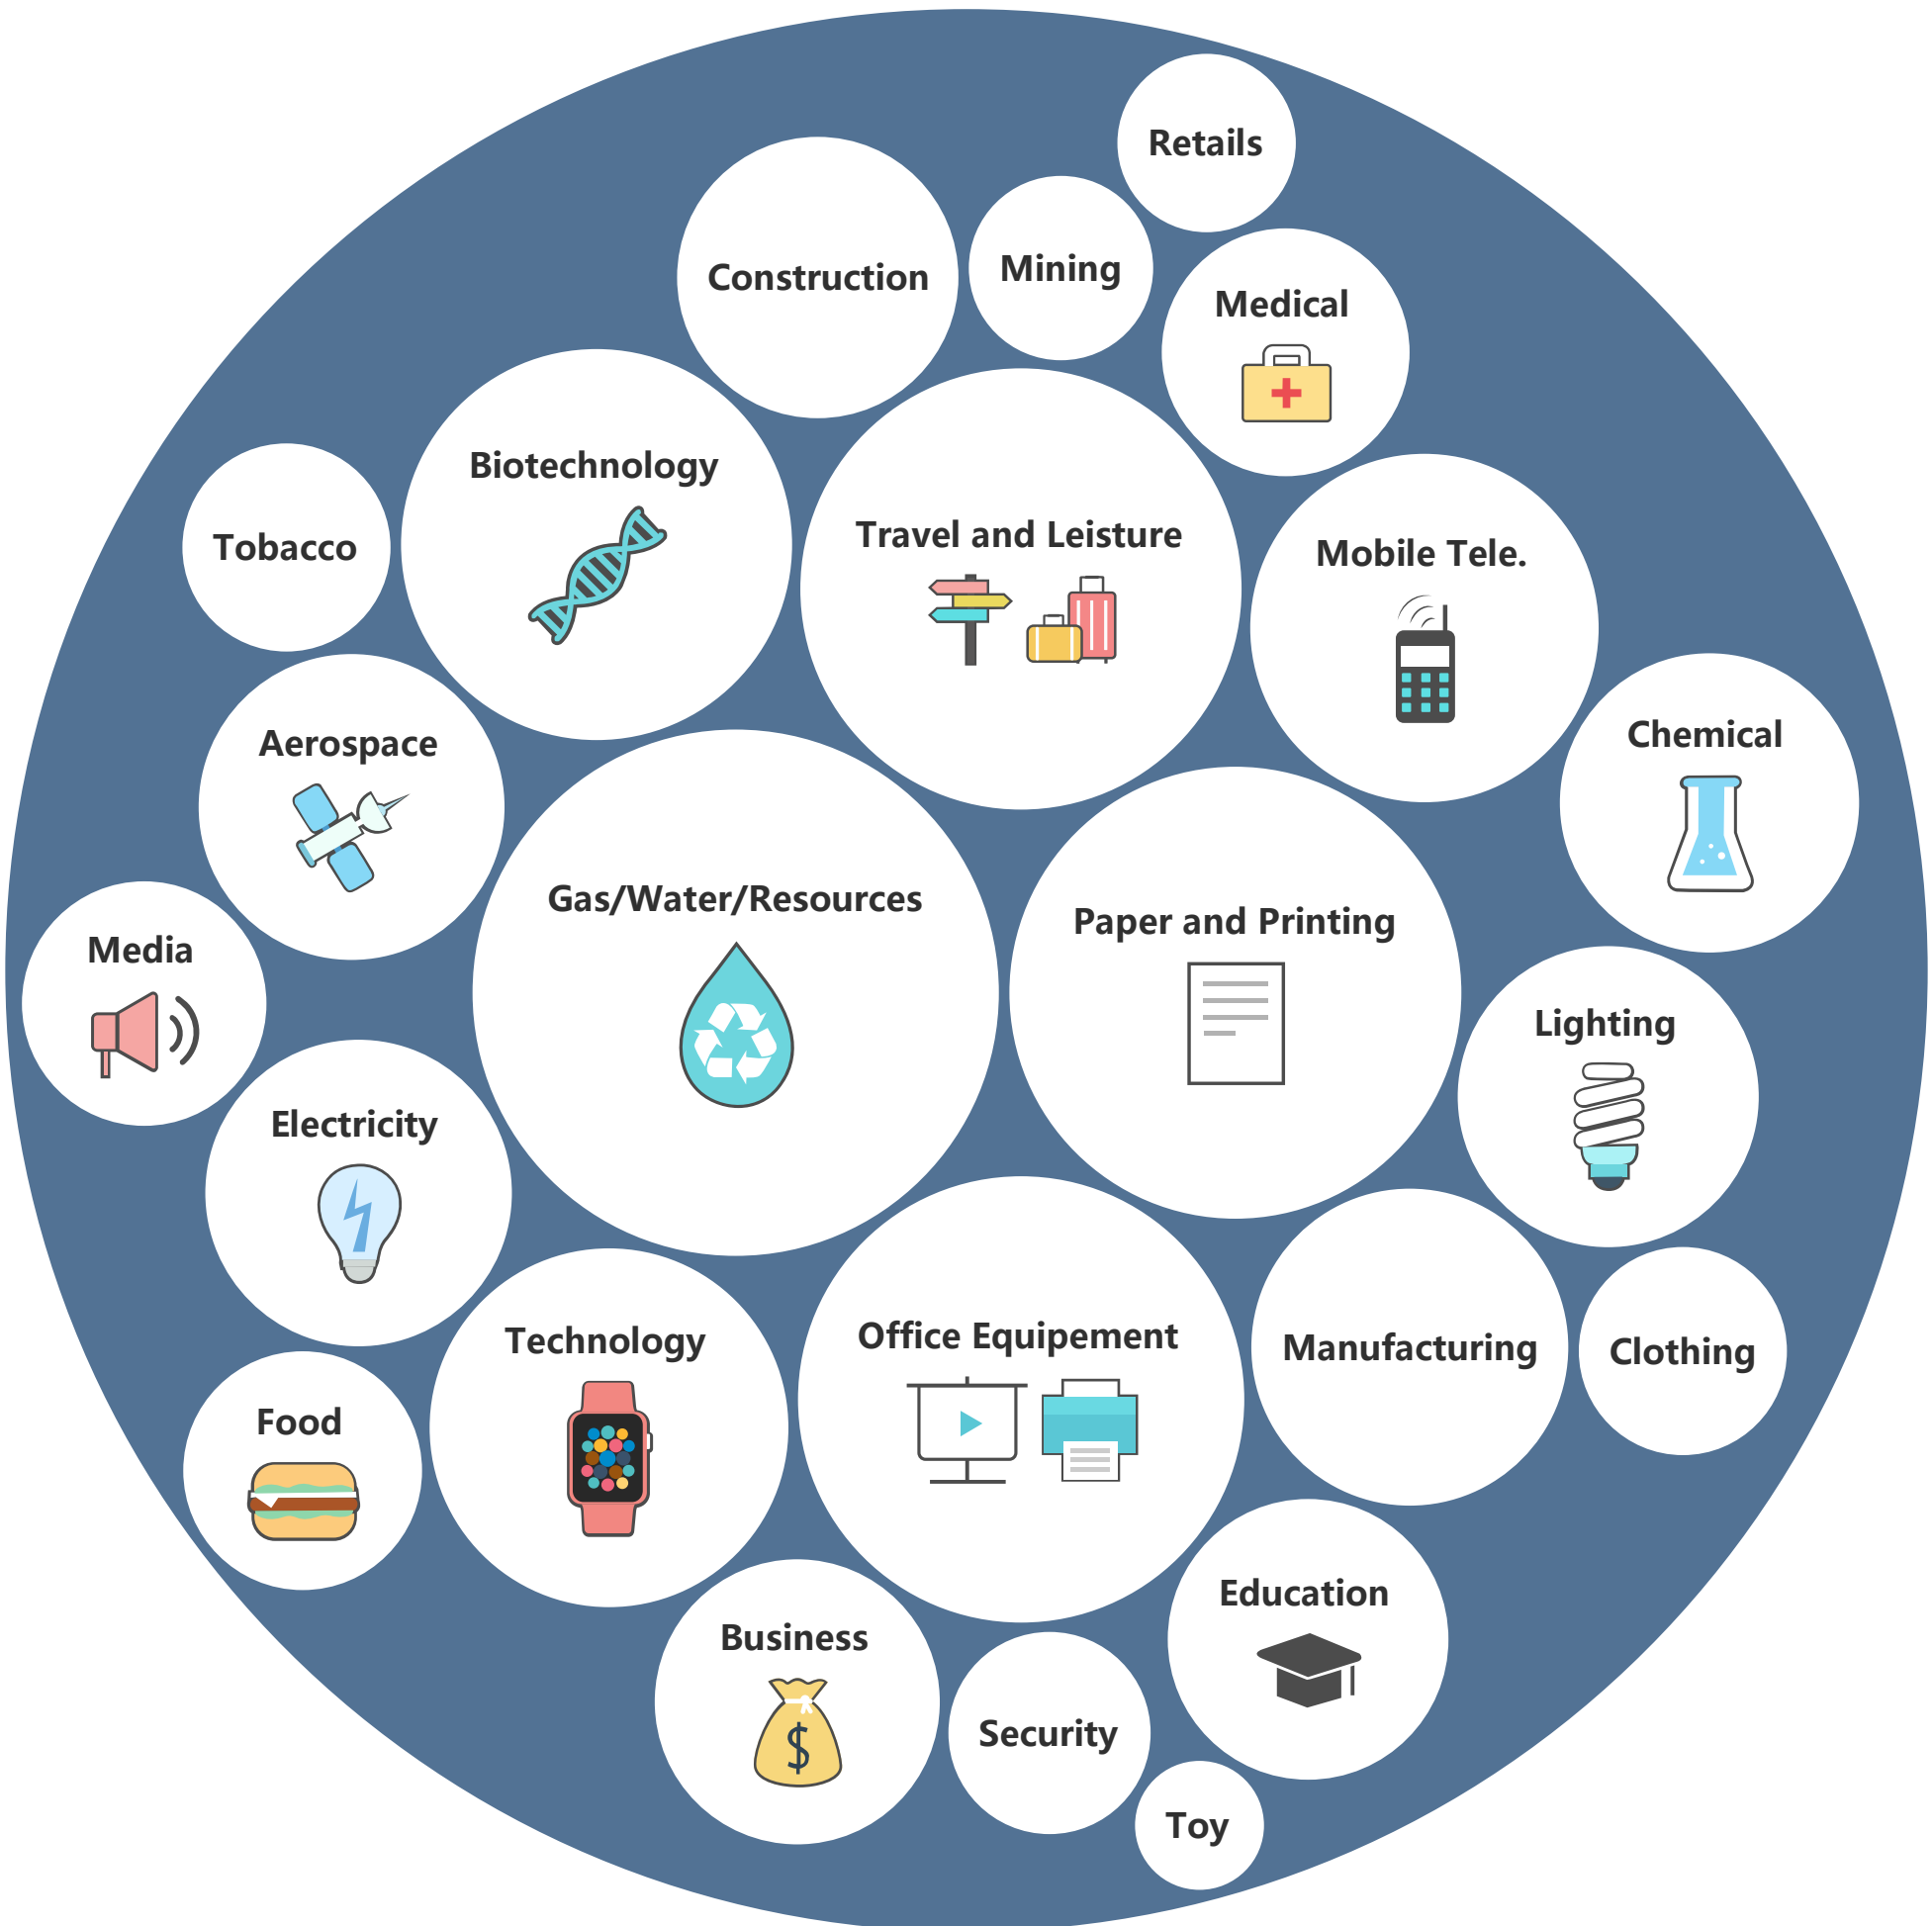 Retails
Construction
Mining
Medical
Biotechnology
Travel and Leisture
Tobacco
Mobile Tele.
Aerospace
Chemical
Gas/Water/Resources
Paper and Printing
Media
Lighting
Electricity
Technology
Office Equipement
Manufacturing
Clothing
Food
Education
Business
$
Security
Toy